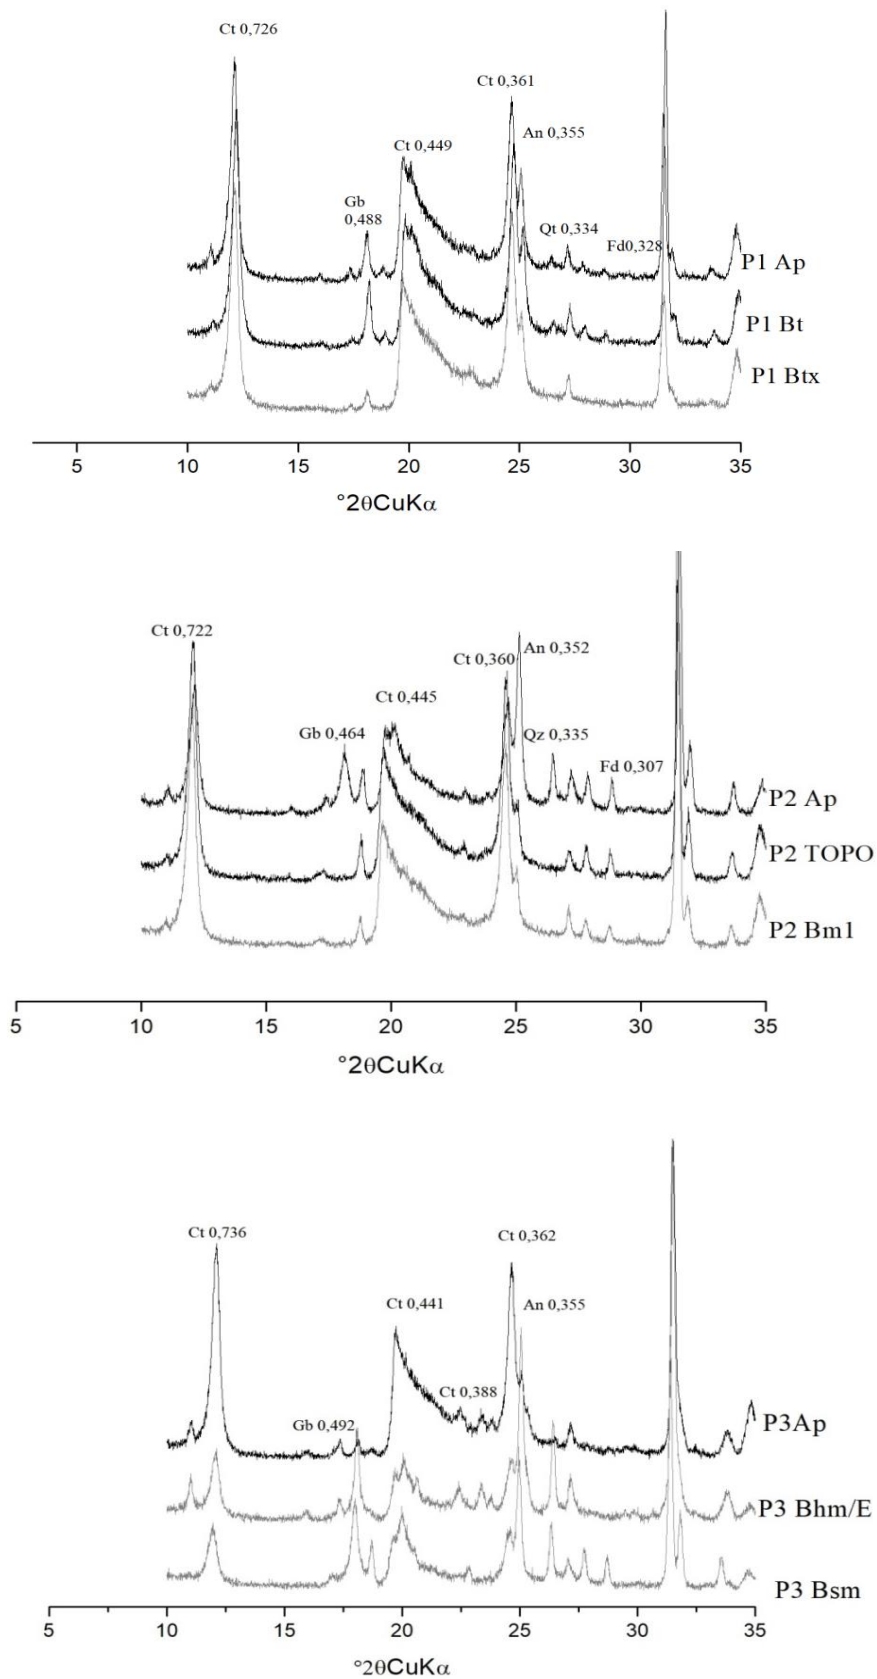 Ct 0,726
Ct 0,361
An 0,355
Ct 0,449
Gb
0,488
Qt 0,334
Fd0,328
P1 Ap
P1 Bt
P1 Btx
5 10 15 20 25 30 35
°2θCuKα
Ct 0,722
Ct 0,360
An 0,352
Ct 0,445
Gb 0,464
Qz 0,335
Fd 0,307
P2 Ap
P2 TOPO
P2 Bm1
5 10 15 20 25 30 35
°2θCuKα
Ct 0,736
Ct 0,362
Ct 0,441
An 0,355
Ct 0,388
Gb 0,492
P3Ap
P3 Bhm/E
P3 Bsm
5 10 15 20 25 30 35
°2θCuKα